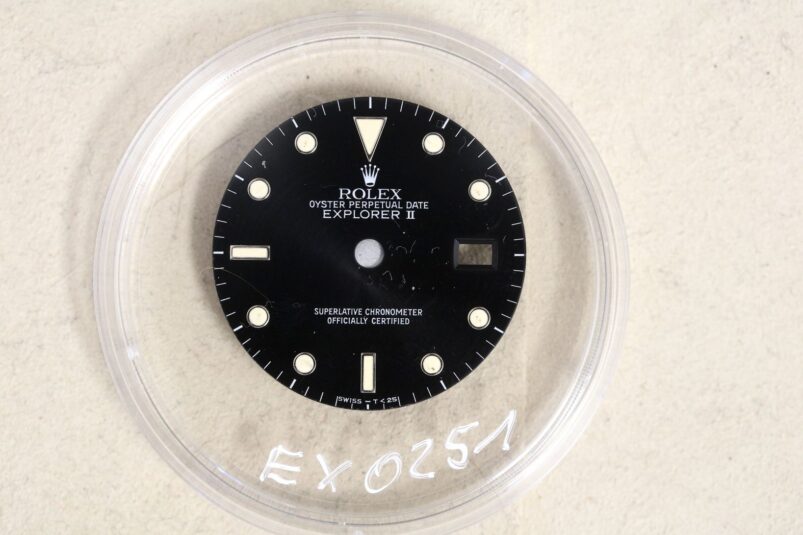 ROLEX
OYSTER PERPETUAL DATE
EXPLORER II
SUPERLATIVE CHRONOMETER
OFFICIALLY CERTIFIED
SWISS – T < 25
EX0251